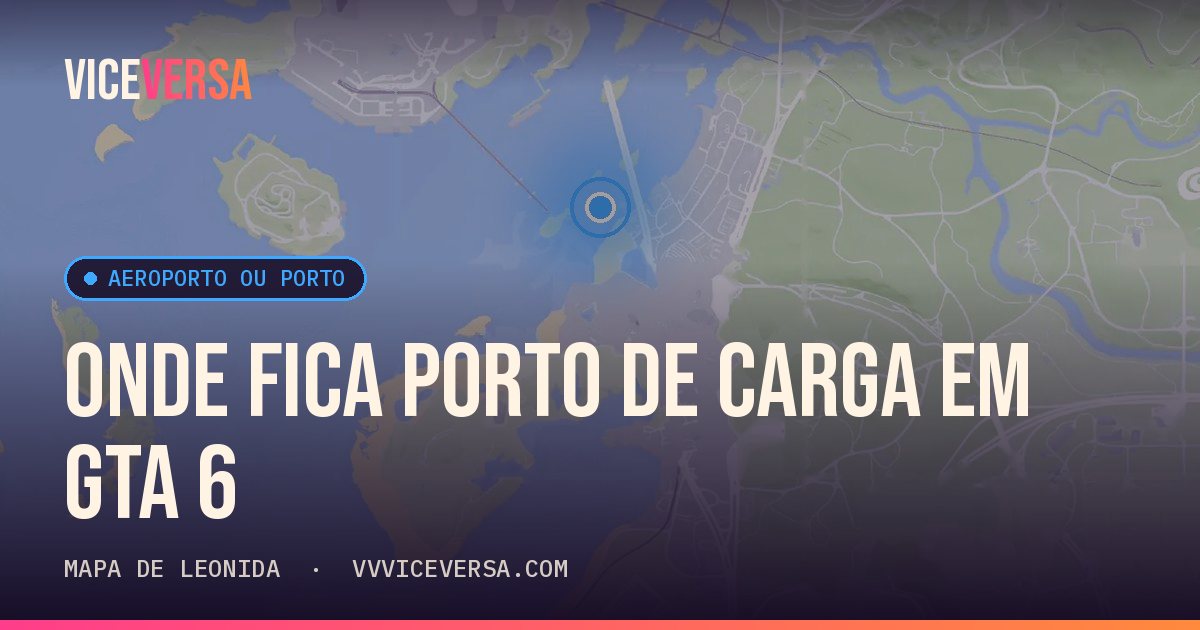 VICEVERSA
AEROPORTO OU PORTO
ONDE FICA PORTO DE CARGA EM
GTA 6
MAPA DE LEONIDA · VVVICEVERSA.COM